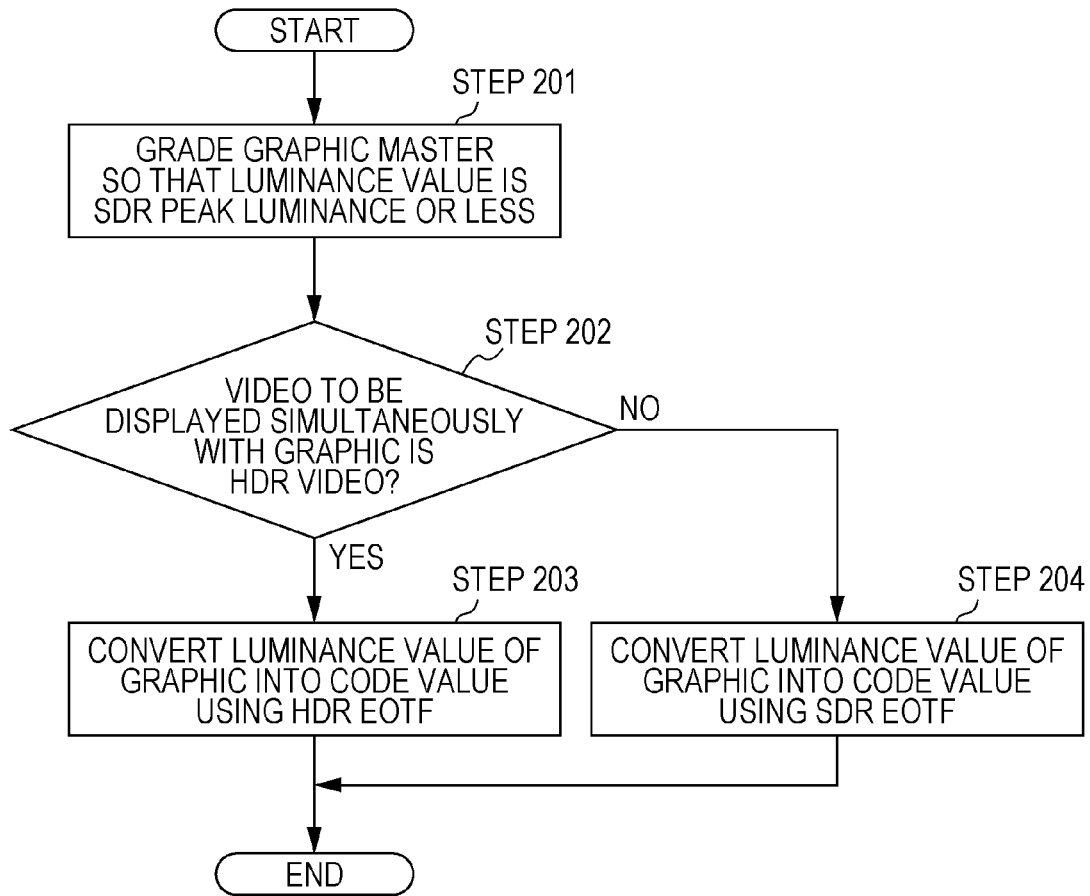 START
STEP 201
GRADE GRAPHIC MASTER
SO THAT LUMINANCE VALUE IS
SDR PEAK LUMINANCE OR LESS
STEP 202
VIDEO TO BE
DISPLAYED SIMULTANEOUSLY
WITH GRAPHIC IS
HDR VIDEO?
NO
YES
STEP 203
CONVERT LUMINANCE VALUE OF
GRAPHIC INTO CODE VALUE
USING HDR EOTF
STEP 204
CONVERT LUMINANCE VALUE OF
GRAPHIC INTO CODE VALUE
USING SDR EOTF
END